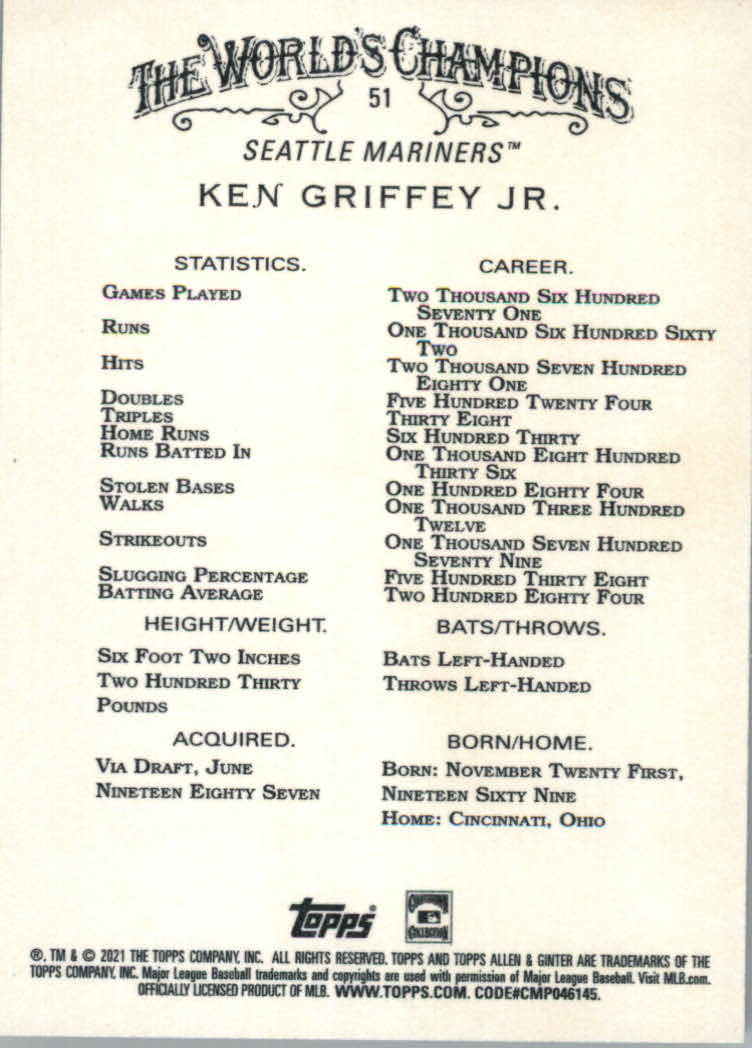 THE WORLD'S CHAMPIONS
51
SEATTLE MARINERS™
KEN GRIFFEY JR.
STATISTICS. CAREER.
GAMES PLAYED TWO THOUSAND SIX HUNDRED
SEVENTY ONE
RUNS ONE THOUSAND SIX HUNDRED SIXTY
TWO
HITS TWO THOUSAND SEVEN HUNDRED
EIGHTY ONE
DOUBLES FIVE HUNDRED TWENTY FOUR
TRIPLES THIRTY EIGHT
HOME RUNS SIX HUNDRED THIRTY
RUNS BATTED IN ONE THOUSAND EIGHT HUNDRED
THIRTY SIX
STOLEN BASES ONE HUNDRED EIGHTY FOUR
WALKS ONE THOUSAND THREE HUNDRED
TWELVE
STRIKEOUTS ONE THOUSAND SEVEN HUNDRED
SEVENTY NINE
SLUGGING PERCENTAGE FIVE HUNDRED THIRTY EIGHT
BATTING AVERAGE TWO HUNDRED EIGHTY FOUR
HEIGHT/WEIGHT. BATS/THROWS.
SIX FOOT TWO INCHES BATS LEFT-HANDED
TWO HUNDRED THIRTY THROWS LEFT-HANDED
POUNDS
ACQUIRED. BORN/HOME.
VIA DRAFT, JUNE BORN: NOVEMBER TWENTY FIRST,
NINETEEN EIGHTY SEVEN NINETEEN SIXTY NINE
HOME: CINCINNATI, OHIO
topps®
COOPERSTOWN
COLLECTION
®, TM & © 2021 THE TOPPS COMPANY, INC. ALL RIGHTS RESERVED. TOPPS AND TOPPS ALLEN & GINTER ARE TRADEMARKS OF THE
TOPPS COMPANY, INC. Major League Baseball trademarks and copyrights are used with permission of Major League Baseball. Visit MLB.com.
OFFICIALLY LICENSED PRODUCT OF MLB. WWW.TOPPS.COM. CODE#CMP046145.